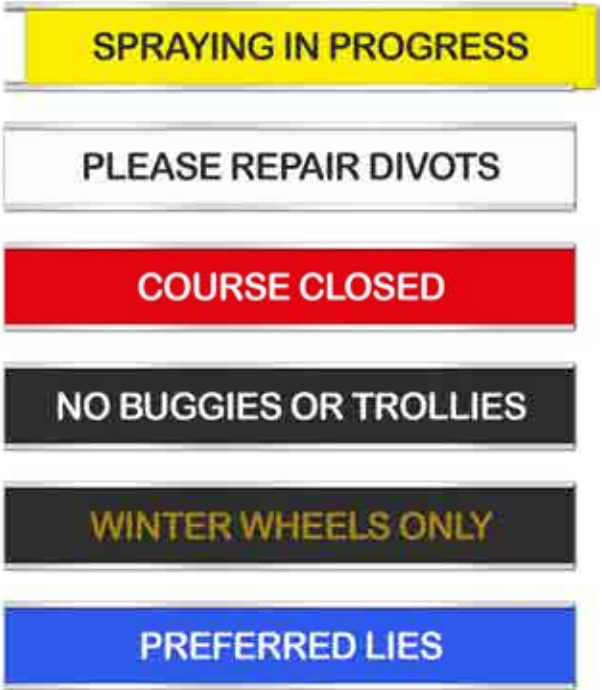 SPRAYING IN PROGRESS
PLEASE REPAIR DIVOTS
COURSE CLOSED
NO BUGGIES OR TROLLIES
WINTER WHEELS ONLY
PREFERRED LIES